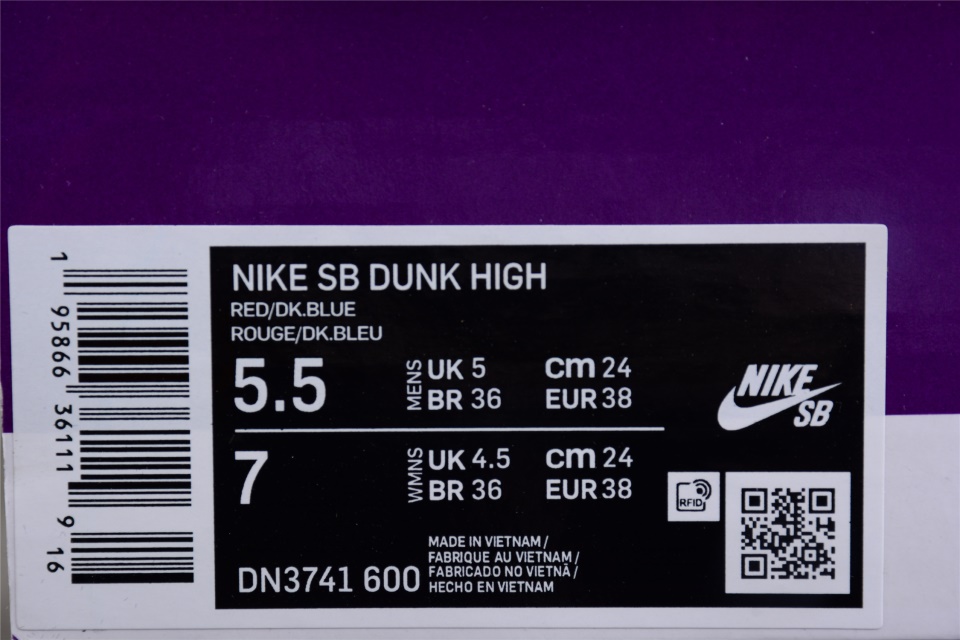 1 95866 36111 9 16
NIKE SB DUNK HIGH
RED/DK.BLUE
ROUGE/DK.BLEU
5.5 MENS UK 5 cm 24
BR 36 EUR 38
7 WMNS UK 4.5 cm 24
BR 36 EUR 38
NIKE
SB
RFID
DN3741 600
MADE IN VIETNAM /
FABRIQUE AU VIETNAM /
FABRICADO NO VIETNÃ /
HECHO EN VIETNAM